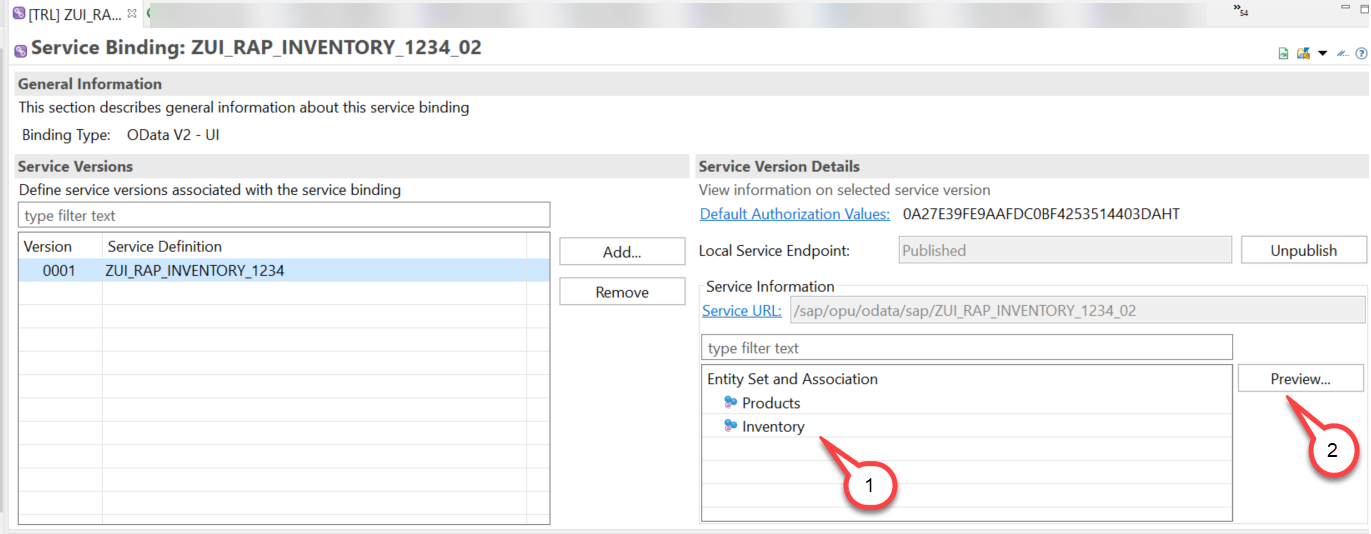 [TRL] ZUI_RA...
54
Service Binding: ZUI_RAP_INVENTORY_1234_02
General Information
This section describes general information about this service binding
Binding Type: OData V2 - UI
Service Versions
Define service versions associated with the service binding
type filter text
Version Service Definition
0001 ZUI_RAP_INVENTORY_1234
Add...
Remove
Service Version Details
View information on selected service version
Default Authorization Values: 0A27E39FE9AAFDC0BF4253514403DAHT
Local Service Endpoint: Published Unpublish
Service Information
Service URL: /sap/opu/odata/sap/ZUI_RAP_INVENTORY_1234_02
type filter text
Entity Set and Association
Preview...
Products
Inventory
1
2